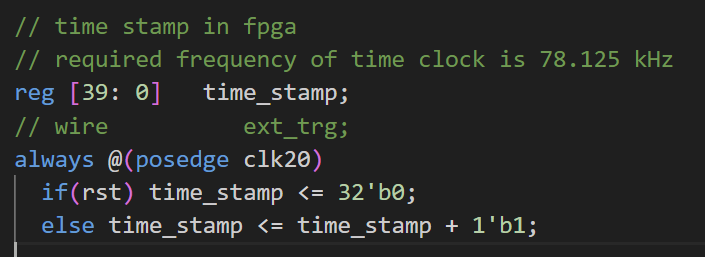 // time stamp in fpga
// required frequency of time clock is 78.125 kHz
reg [39: 0]   time_stamp;
// wire          ext_trg;
always @(posedge clk20)
  if(rst) time_stamp <= 32'b0;
  else time_stamp <= time_stamp + 1'b1;